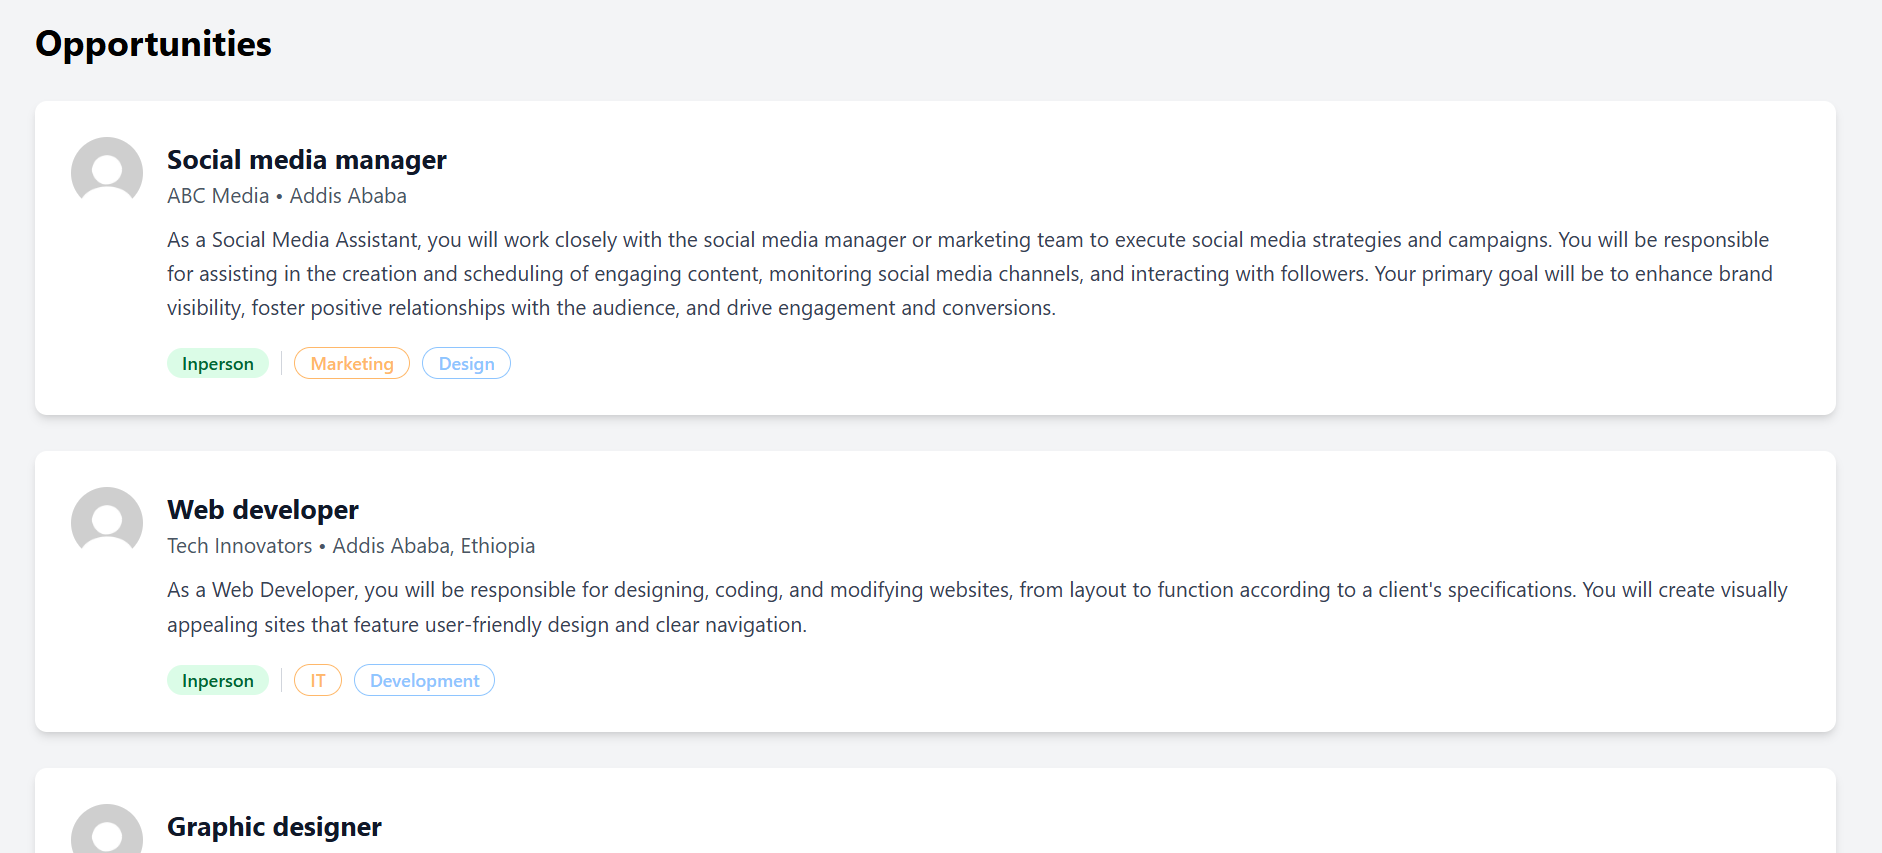 Opportunities
Social media manager
ABC Media • Addis Ababa
As a Social Media Assistant, you will work closely with the social media manager or marketing team to execute social media strategies and campaigns. You will be responsible
for assisting in the creation and scheduling of engaging content, monitoring social media channels, and interacting with followers. Your primary goal will be to enhance brand
visibility, foster positive relationships with the audience, and drive engagement and conversions.
Inperson | Marketing Design
Web developer
Tech Innovators • Addis Ababa, Ethiopia
As a Web Developer, you will be responsible for designing, coding, and modifying websites, from layout to function according to a client's specifications. You will create visually
appealing sites that feature user-friendly design and clear navigation.
Inperson | IT Development
Graphic designer